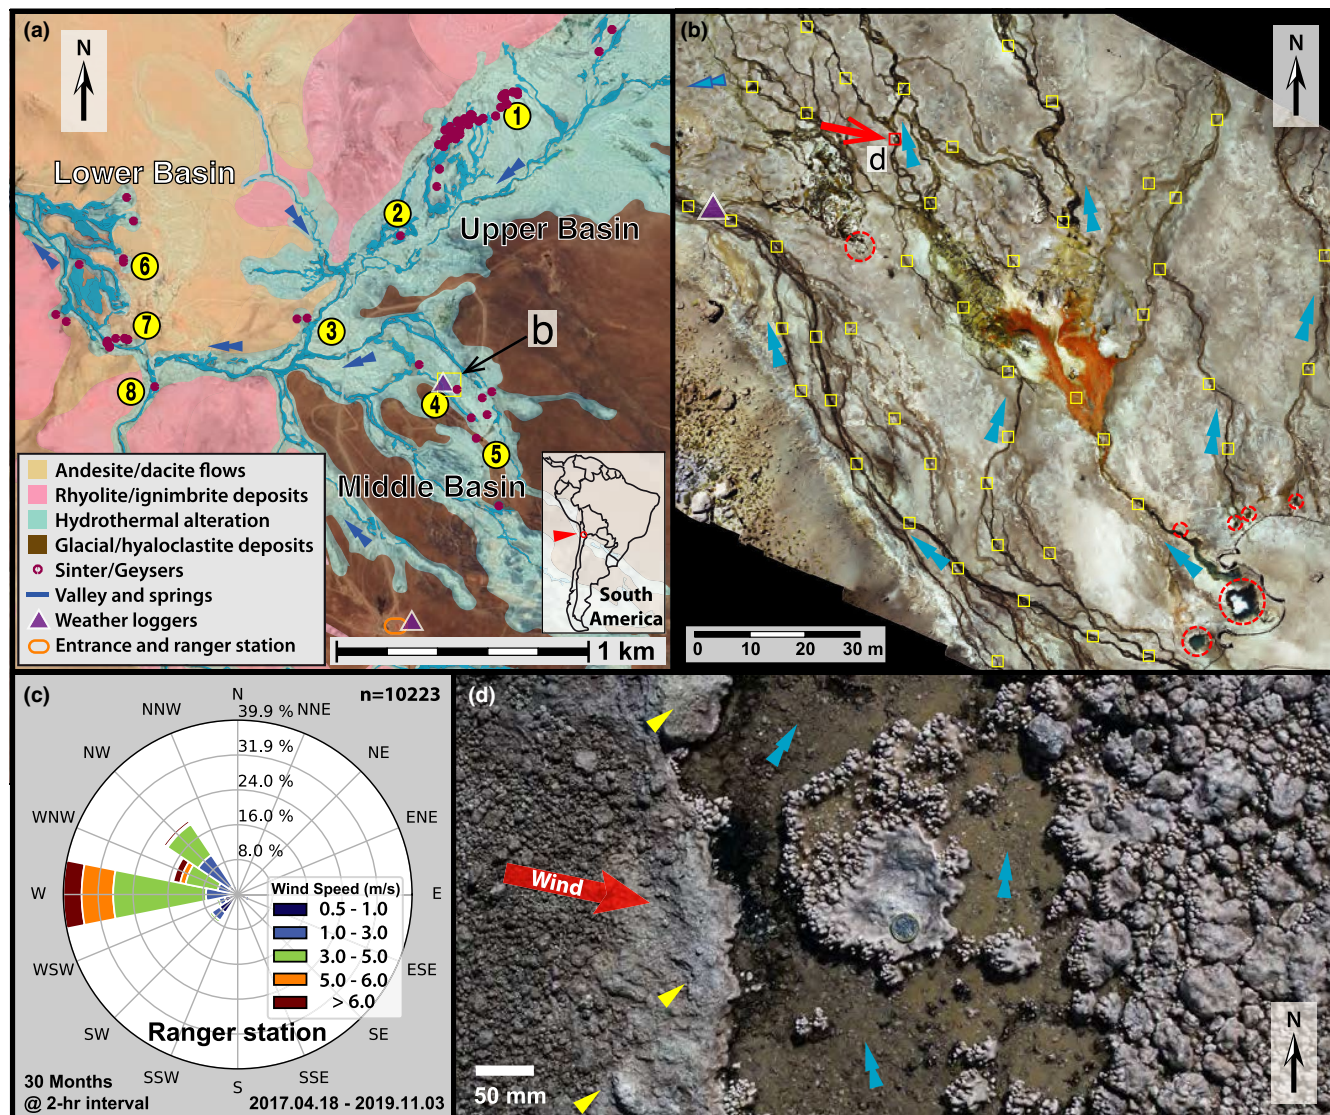 (a)
N
Lower Basin
Upper Basin
Middle Basin
1
2
3
4
5
6
7
8
b
Andesite/dacite flows
Rhyolite/ignimbrite deposits
Hydrothermal alteration
Glacial/hyaloclastite deposits
Sinter/Geysers
Valley and springs
Weather loggers
Entrance and ranger station
South
America
1 km
(b)
N
d
0 10 20 30 m
(c)
n=10223
N
NNE
NE
ENE
E
ESE
SE
SSE
S
SSW
SW
WSW
W
WNW
NW
NNW
39.9 %
31.9 %
24.0 %
16.0 %
8.0 %
Wind Speed (m/s)
0.5 - 1.0
1.0 - 3.0
3.0 - 5.0
5.0 - 6.0
> 6.0
Ranger station
30 Months
@ 2-hr interval
2017.04.18 - 2019.11.03
(d)
Wind
50 mm
N